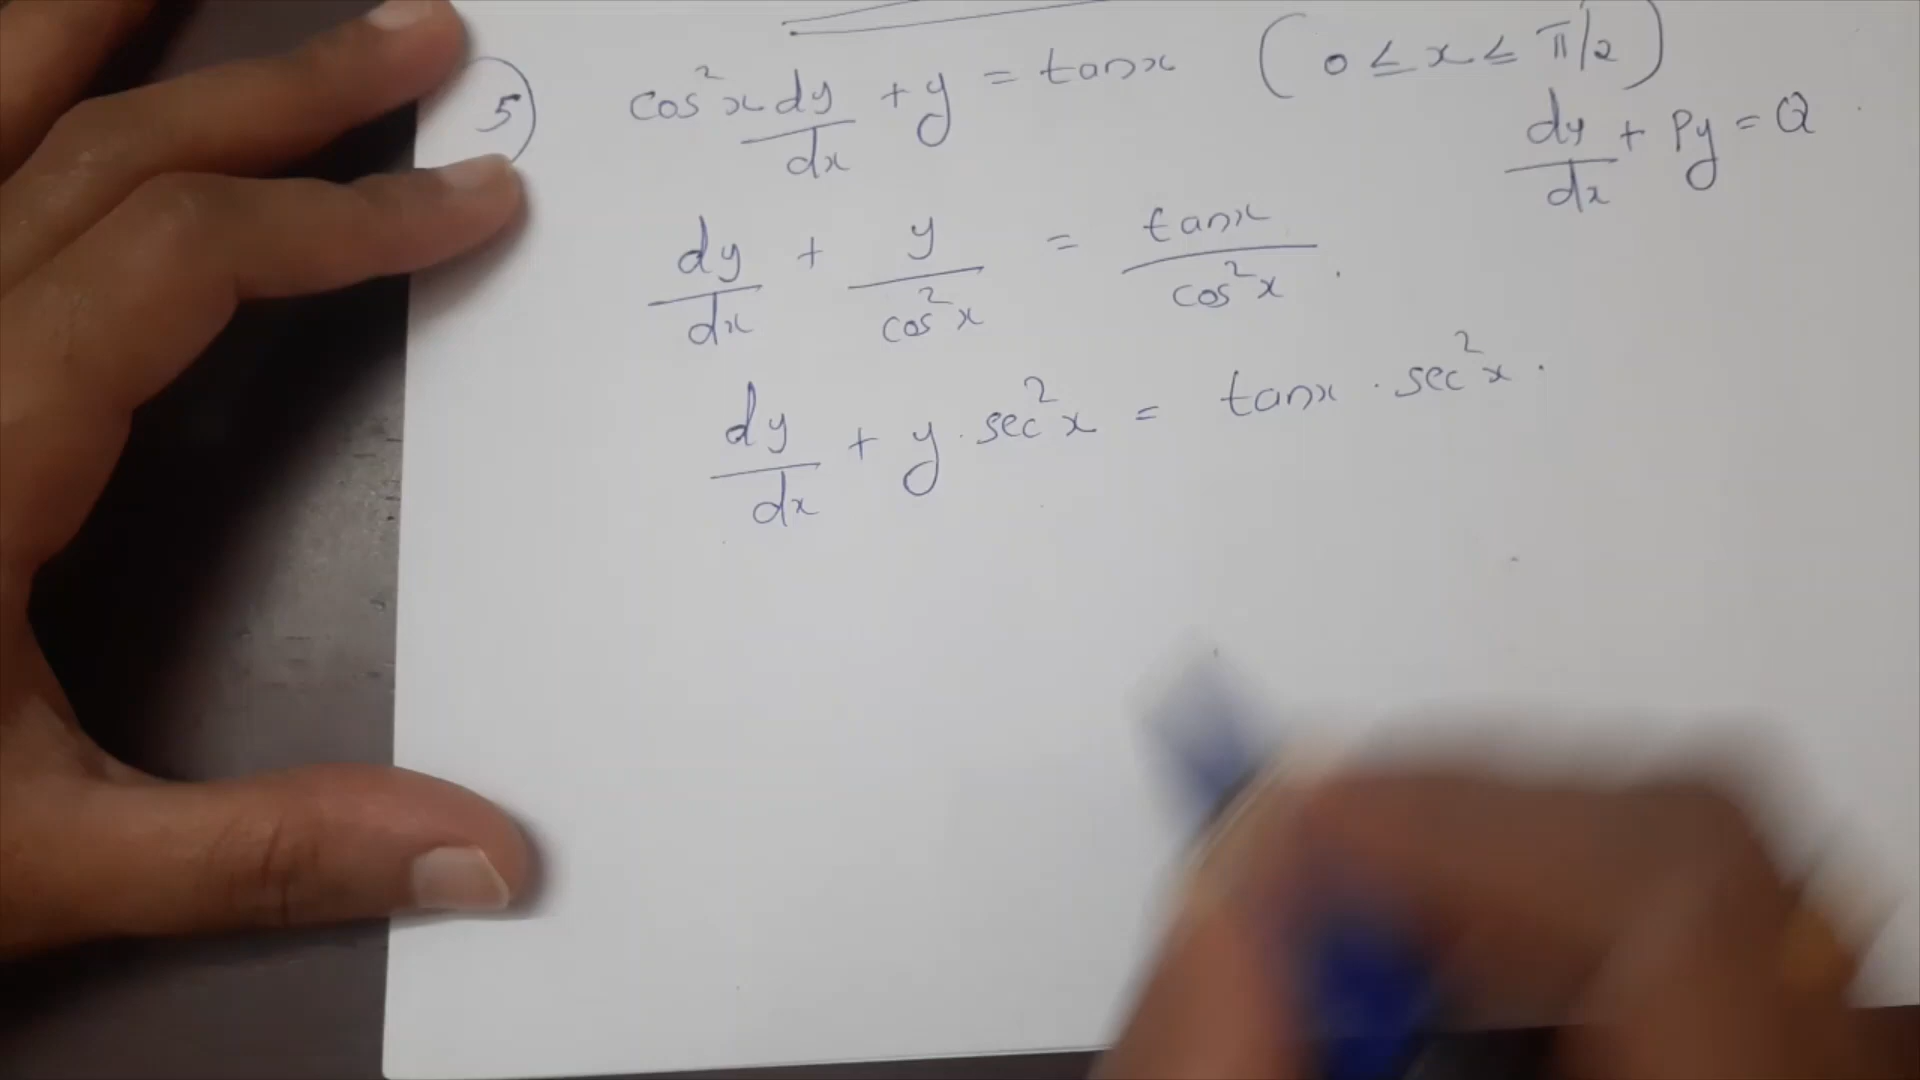 5 cos²x dy/dx + y = tanx (0 ≤ x ≤ π/2)
dy/dx + Py = Q
dy/dx + y/cos²x = tanx/cos²x .
dy/dx + y . sec²x = tanx . sec²x .